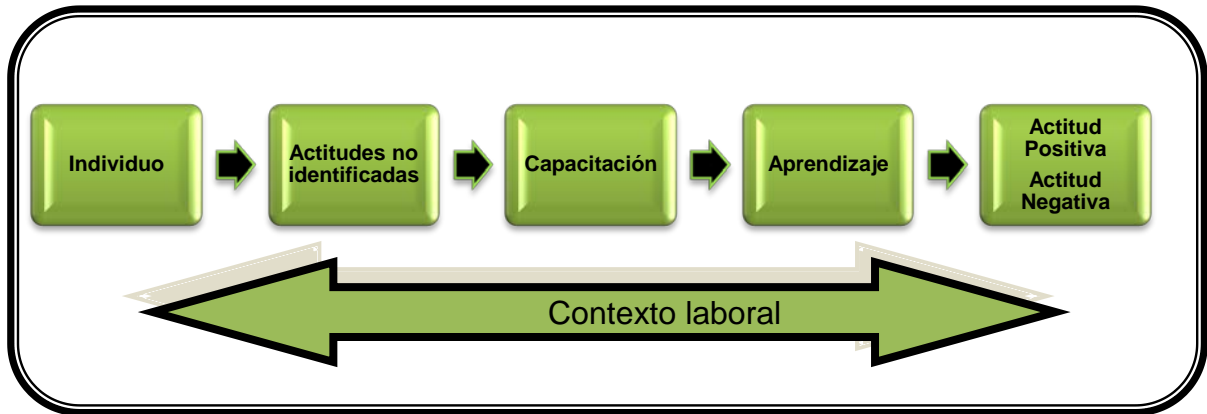 Individuo
Actitudes no
identificadas
Capacitación
Aprendizaje
Actitud
Positiva
Actitud
Negativa
Contexto laboral